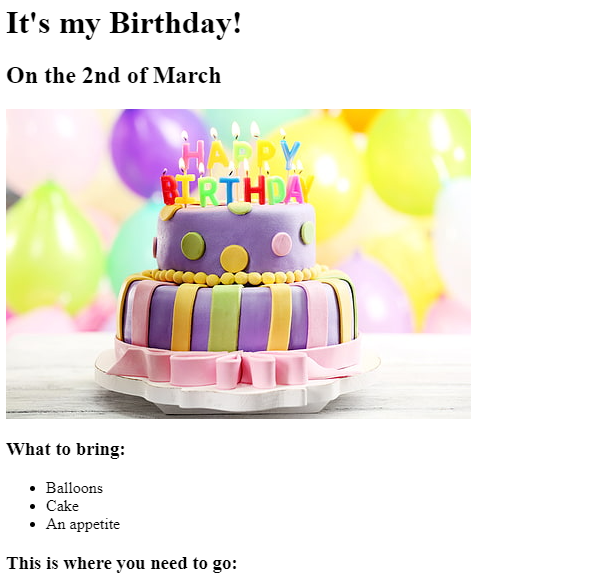 It's my Birthday!
On the 2nd of March
HAPPY
BIRTHDAY
What to bring:
Balloons
Cake
An appetite
This is where you need to go: